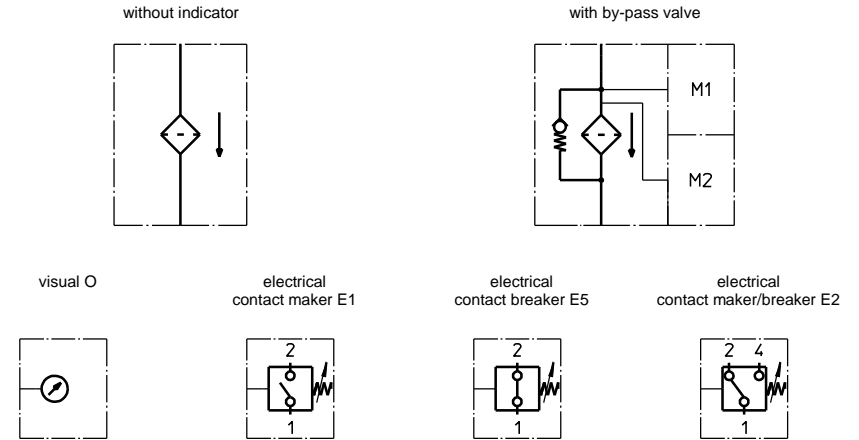 without indicator
with by-pass valve
M1
M2
visual O
electrical
contact maker E1
electrical
contact breaker E5
electrical
contact maker/breaker E2
2
1
2
1
2 4
1